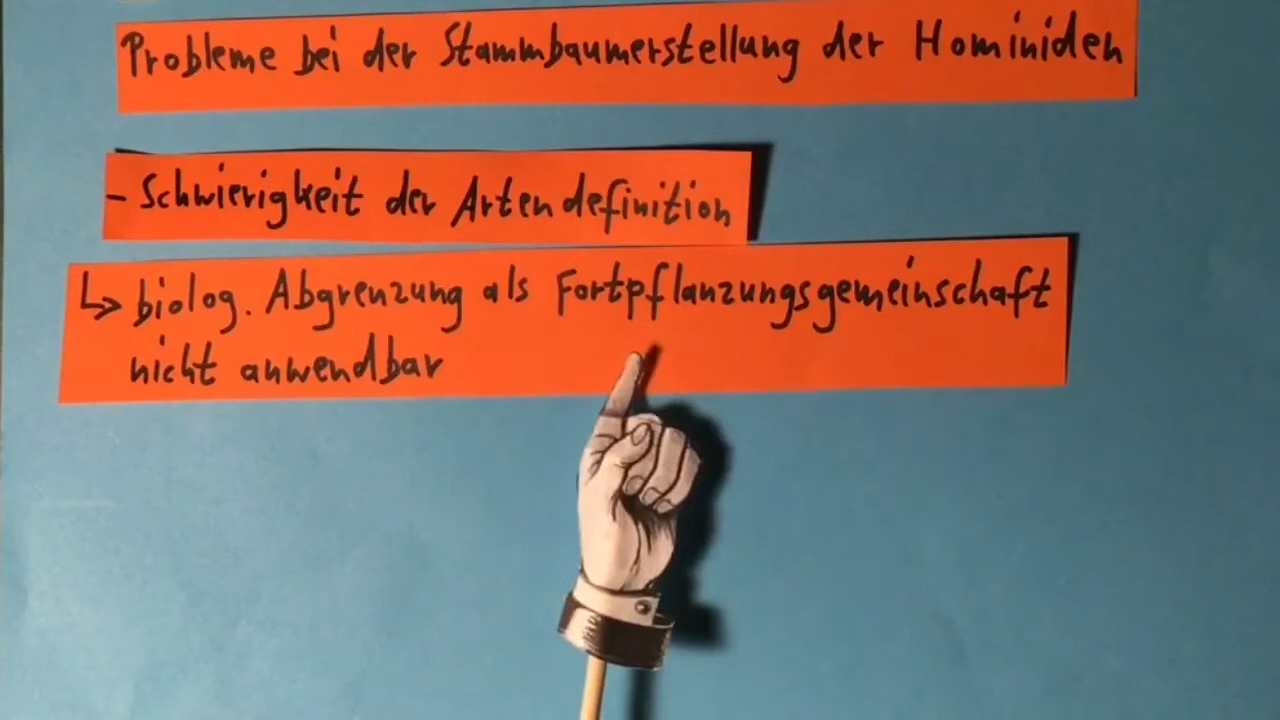 Probleme bei der Stammbaumerstellung der Hominiden
- Schwierigkeit der Artendefinition
↳ biolog. Abgrenzung als Fortpflanzungsgemeinschaft
nicht anwendbar